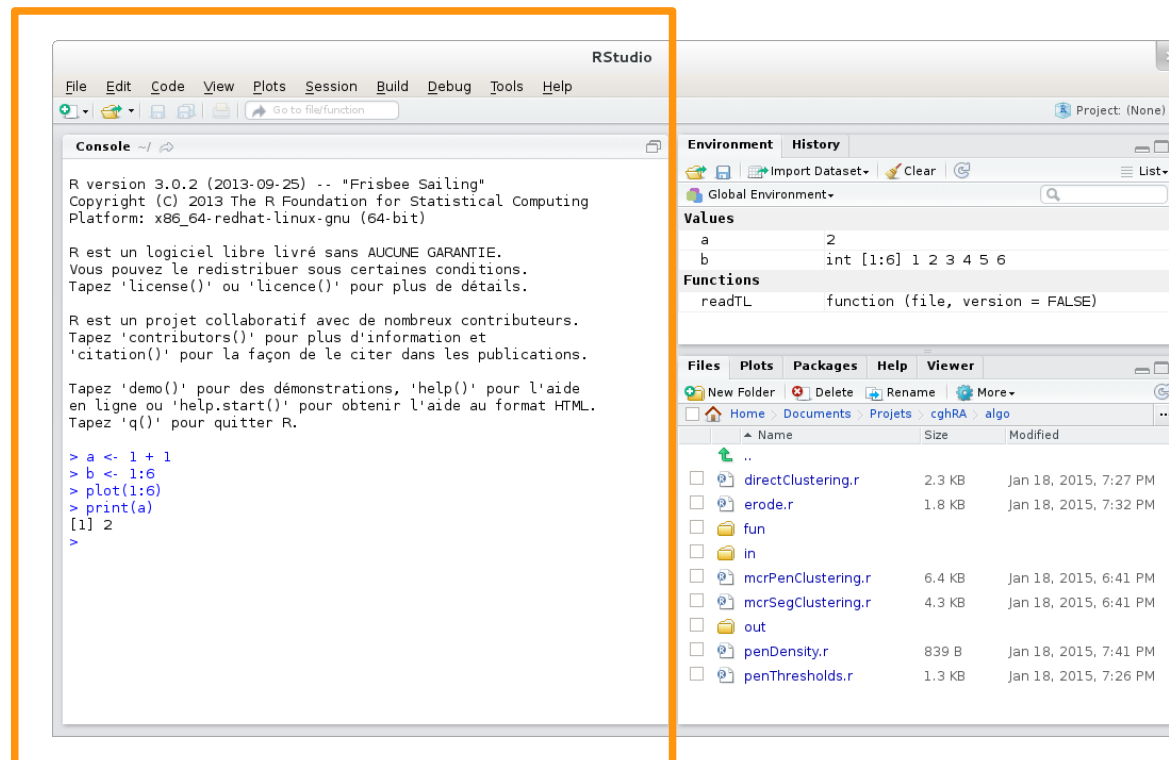 RStudio
File Edit Code View Plots Session Build Debug Tools Help
Go to file/function
Project: (None)
Console ~/
R version 3.0.2 (2013-09-25) -- "Frisbee Sailing"
Copyright (C) 2013 The R Foundation for Statistical Computing
Platform: x86_64-redhat-linux-gnu (64-bit)
R est un logiciel libre livré sans AUCUNE GARANTIE.
Vous pouvez le redistribuer sous certaines conditions.
Tapez 'license()' ou 'licence()' pour plus de détails.
R est un projet collaboratif avec de nombreux contributeurs.
Tapez 'contributors()' pour plus d'information et
'citation()' pour la façon de le citer dans les publications.
Tapez 'demo()' pour des démonstrations, 'help()' pour l'aide
en ligne ou 'help.start()' pour obtenir l'aide au format HTML.
Tapez 'q()' pour quitter R.
> a <- 1 + 1
> b <- 1:6
> plot(1:6)
> print(a)
[1] 2
>
Environment History
Import Dataset Clear List
Global Environment
Values
a 2
b int [1:6] 1 2 3 4 5 6
Functions
readTL function (file, version = FALSE)
Files Plots Packages Help Viewer
New Folder Delete Rename More
Home > Documents > Projets > cghRA > algo ..
Name Size Modified
..
directClustering.r 2.3 KB Jan 18, 2015, 7:27 PM
erode.r 1.8 KB Jan 18, 2015, 7:32 PM
fun
in
mcrPenClustering.r 6.4 KB Jan 18, 2015, 6:41 PM
mcrSegClustering.r 4.3 KB Jan 18, 2015, 6:41 PM
out
penDensity.r 839 B Jan 18, 2015, 7:41 PM
penThresholds.r 1.3 KB Jan 18, 2015, 7:26 PM